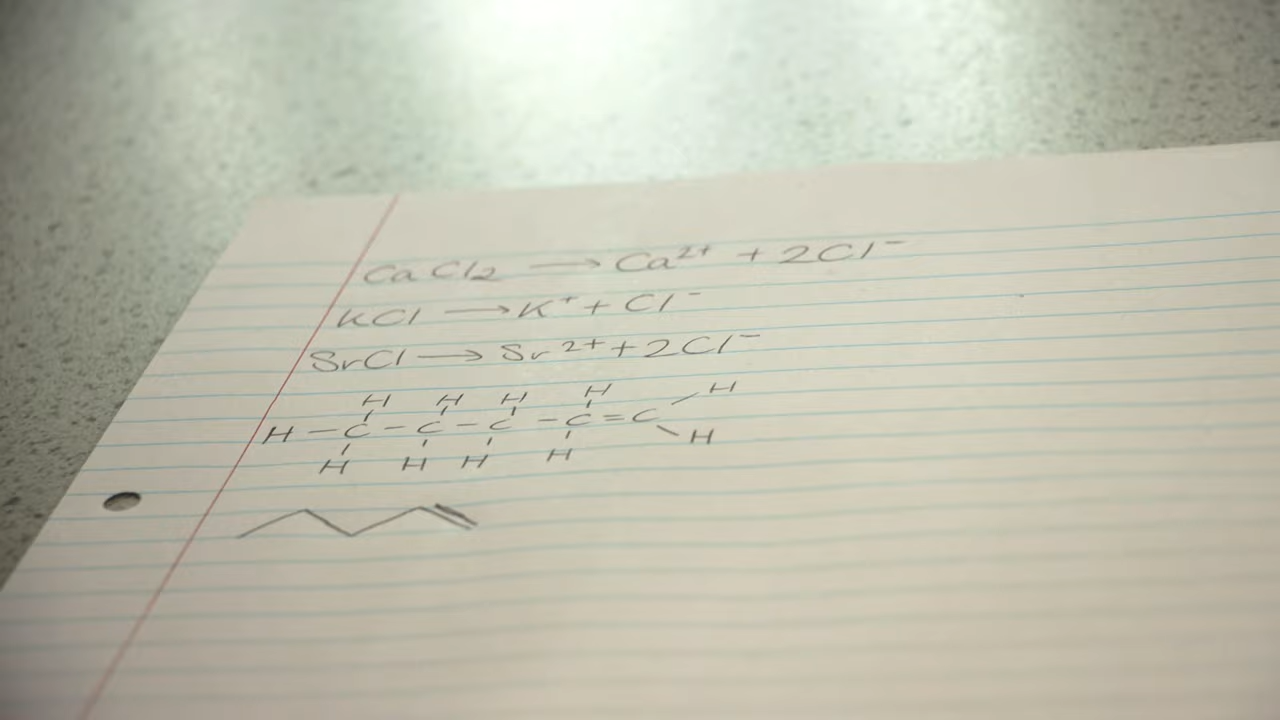 CaCl₂ → Ca²⁺ + 2Cl⁻
KCl → K⁺ + Cl⁻
SrCl → Sr²⁺ + 2Cl⁻
H H H H H
H - C - C - C - C = C
H H H H H